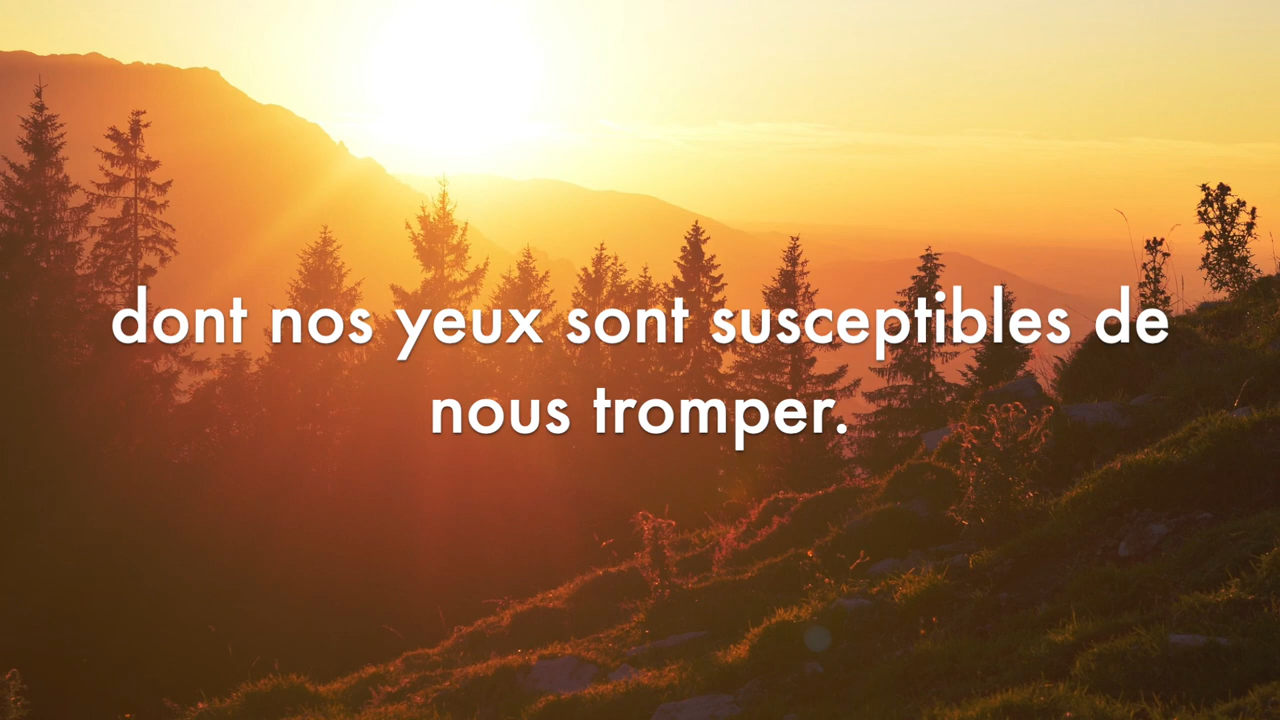 dont nos yeux sont susceptibles de
nous tromper.